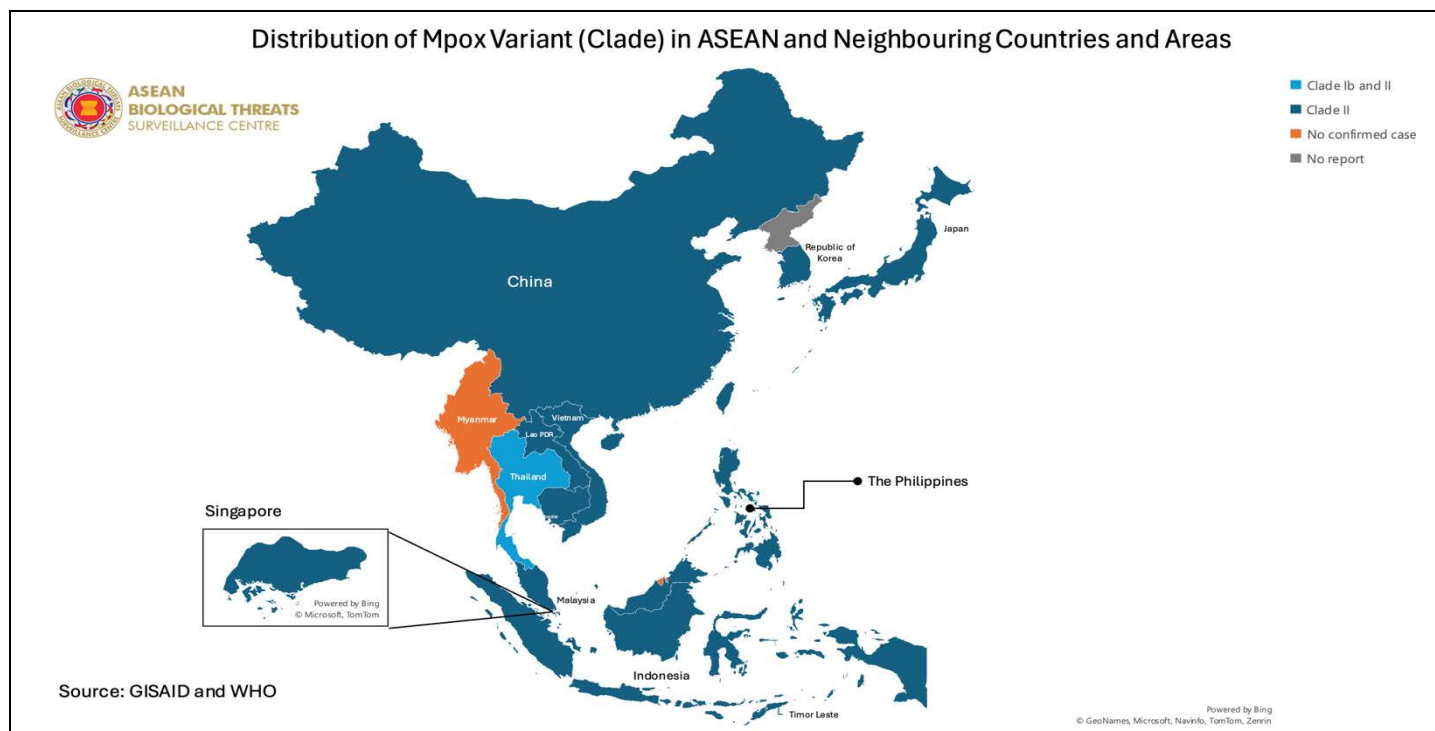 Distribution of Mpox Variant (Clade) in ASEAN and Neighbouring Countries and Areas
ASEAN
BIOLOGICAL THREATS
SURVEILLANCE CENTRE
Clade Ib and II
Clade II
No confirmed case
No report
Japan
Republic of
Korea
China
Myanmar
Vietnam
Lao PDR
Thailand
The Philippines
Singapore
Powered by Bing
© Microsoft, TomTom
Malaysia
Indonesia
Source: GISAID and WHO
Timor Leste
Powered by Bing
© GeoNames, Microsoft, Navinfo, TomTom, Zenrin